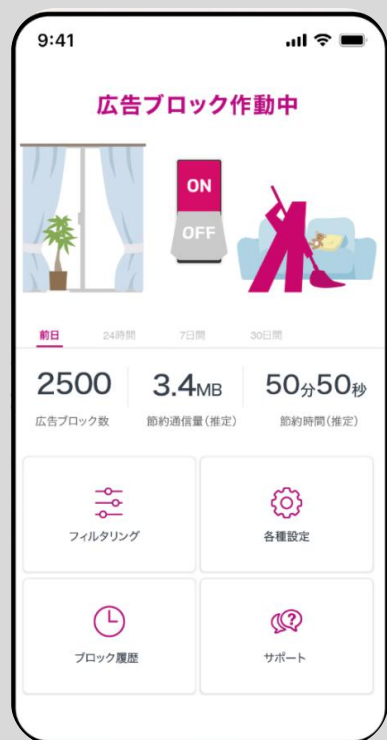 9:41
広告ブロック作動中
ON
OFF
前日 24時間 7日間 30日間
2500 3.4MB 50分50秒
広告ブロック数 節約通信量(推定) 節約時間(推定)
フィルタリング 各種設定
ブロック履歴 サポート